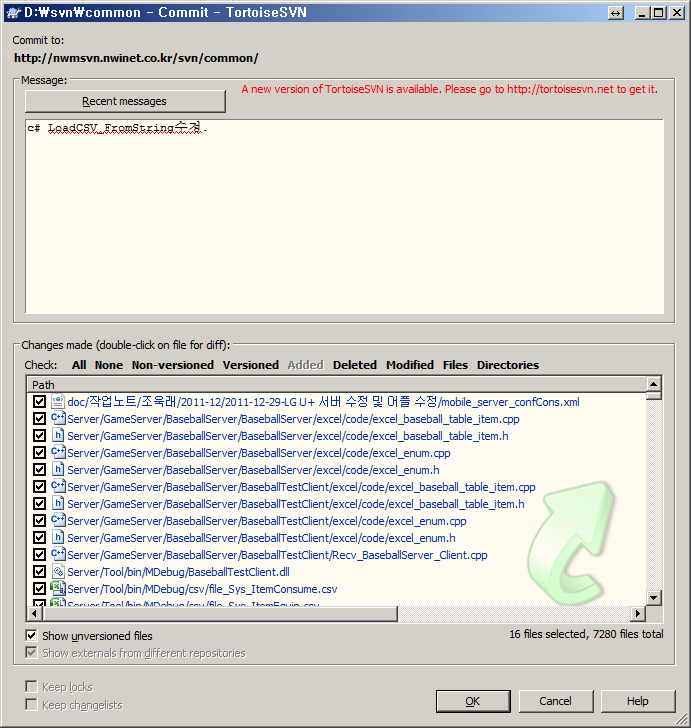 D:₩svn₩common - Commit - TortoiseSVN
Commit to:
http://nwmsvn.nwinet.co.kr/svn/common/
Message:
Recent messages
A new version of TortoiseSVN is available. Please go to http://tortoisesvn.net to get it.
c# LoadCSV_FromString수정.
Changes made (double-click on file for diff):
Check: All None Non-versioned Versioned Added Deleted Modified Files Directories
Path
doc/작업노트/조육래/2011-12/2011-12-29-LG U+ 서버 수정 및 어플 수정/mobile_server_confCons.xml
Server/GameServer/BaseballServer/BaseballServer/excel/code/excel_baseball_table_item.cpp
Server/GameServer/BaseballServer/BaseballServer/excel/code/excel_baseball_table_item.h
Server/GameServer/BaseballServer/BaseballServer/excel/code/excel_enum.cpp
Server/GameServer/BaseballServer/BaseballServer/excel/code/excel_enum.h
Server/GameServer/BaseballServer/BaseballTestClient/excel/code/excel_baseball_table_item.cpp
Server/GameServer/BaseballServer/BaseballTestClient/excel/code/excel_baseball_table_item.h
Server/GameServer/BaseballServer/BaseballTestClient/excel/code/excel_enum.cpp
Server/GameServer/BaseballServer/BaseballTestClient/excel/code/excel_enum.h
Server/GameServer/BaseballServer/BaseballTestClient/Recv_BaseballServer_Client.cpp
Server/Tool/bin/MDebug/BaseballTestClient.dll
Server/Tool/bin/MDebug/csv/file_Sys_ItemConsume.csv
Server/Tool/bin/MDebug/csv/file_Sys_ItemEquip.csv
Show unversioned files
16 files selected, 7280 files total
Show externals from different repositories
Keep locks
Keep changelists
OK
Cancel
Help